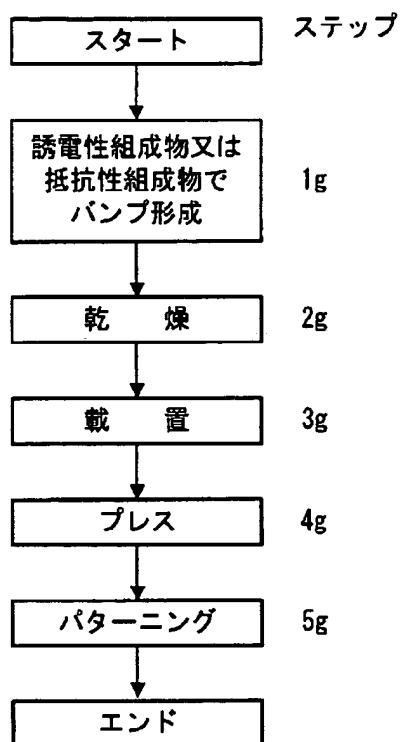 ステップ
スタート
誘電性組成物又は
抵抗性組成物で
バンプ形成
1g
乾 燥
2g
載 置
3g
プレス
4g
パターニング
5g
エンド